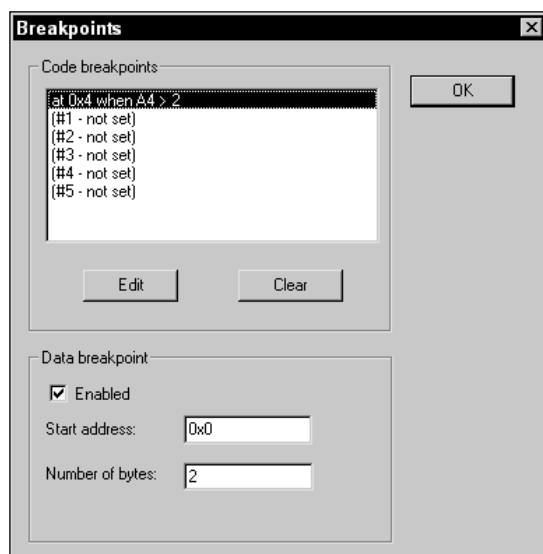 Breakpoints
Code breakpoints
at 0x4 when A4 > 2
(#1 - not set)
(#2 - not set)
(#3 - not set)
(#4 - not set)
(#5 - not set)
OK
Edit
Clear
Data breakpoint
Enabled
Start address:
0x0
Number of bytes:
2